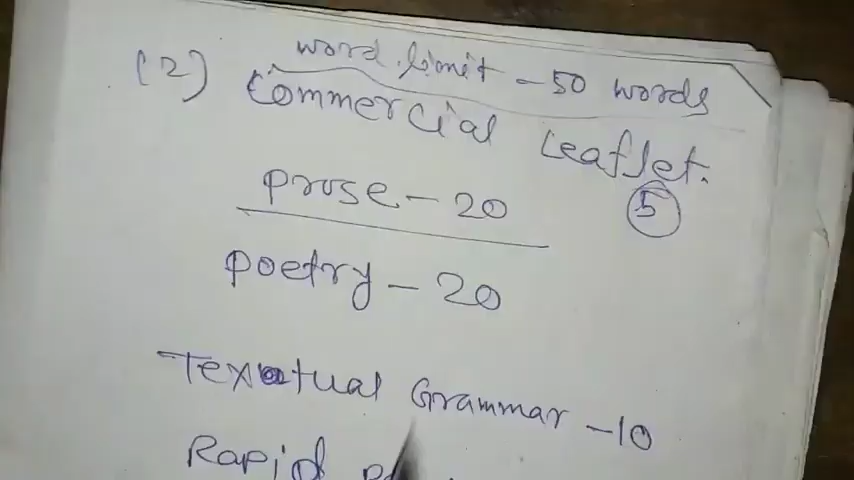 word limit - 50 words
(2) Commercial Leaflet.
5
prose - 20
poetry - 20
Textual Grammar - 10
Rapid